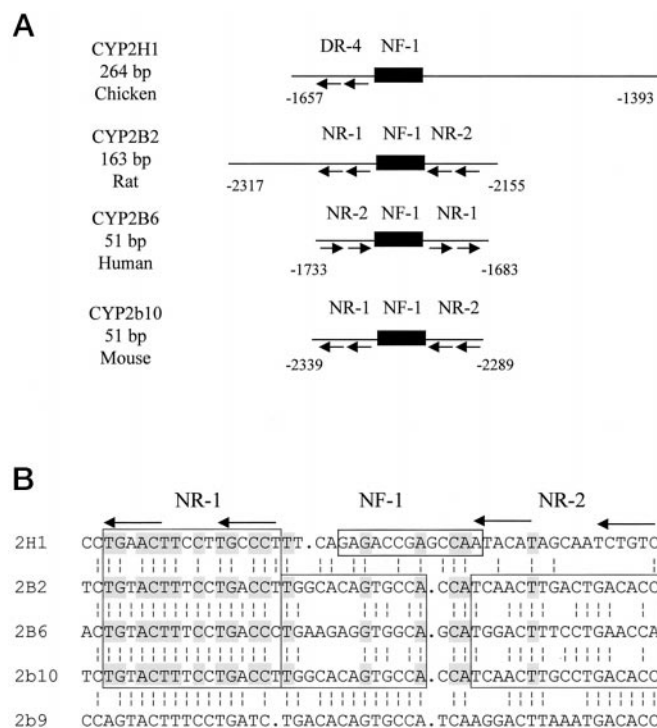 A
CYP2H1
264 bp
Chicken
DR-4 NF-1
-1657 -1393
CYP2B2
163 bp
Rat
NR-1 NF-1 NR-2
-2317 -2155
CYP2B6
51 bp
Human
NR-2 NF-1 NR-1
-1733 -1683
CYP2b10
51 bp
Mouse
NR-1 NF-1 NR-2
-2339 -2289
B
NR-1 NF-1 NR-2
2H1 CCTGAACTTCCTTGCCCTTT.CAGAGACCGAGCCAATACATAGCAATCTGTC
2B2 TCTGTACTTTCCTGACCTTGGCACAGTGCCA.CCATCAACTTGACTGACACC
2B6 ACTGTACTTTCCTGACCCTGAAGAGGTGGCA.GCATGGACTTTCCTGAACCA
2b10 TCTGTACTTTCCTGACCTTGGCACAGTGCCA.CCATCAACTTGCCTGACACC
2b9 CCAGTACTTTCCTGATC.TGACACAGTGCCA.TCAAGGACTTAAATGACACC